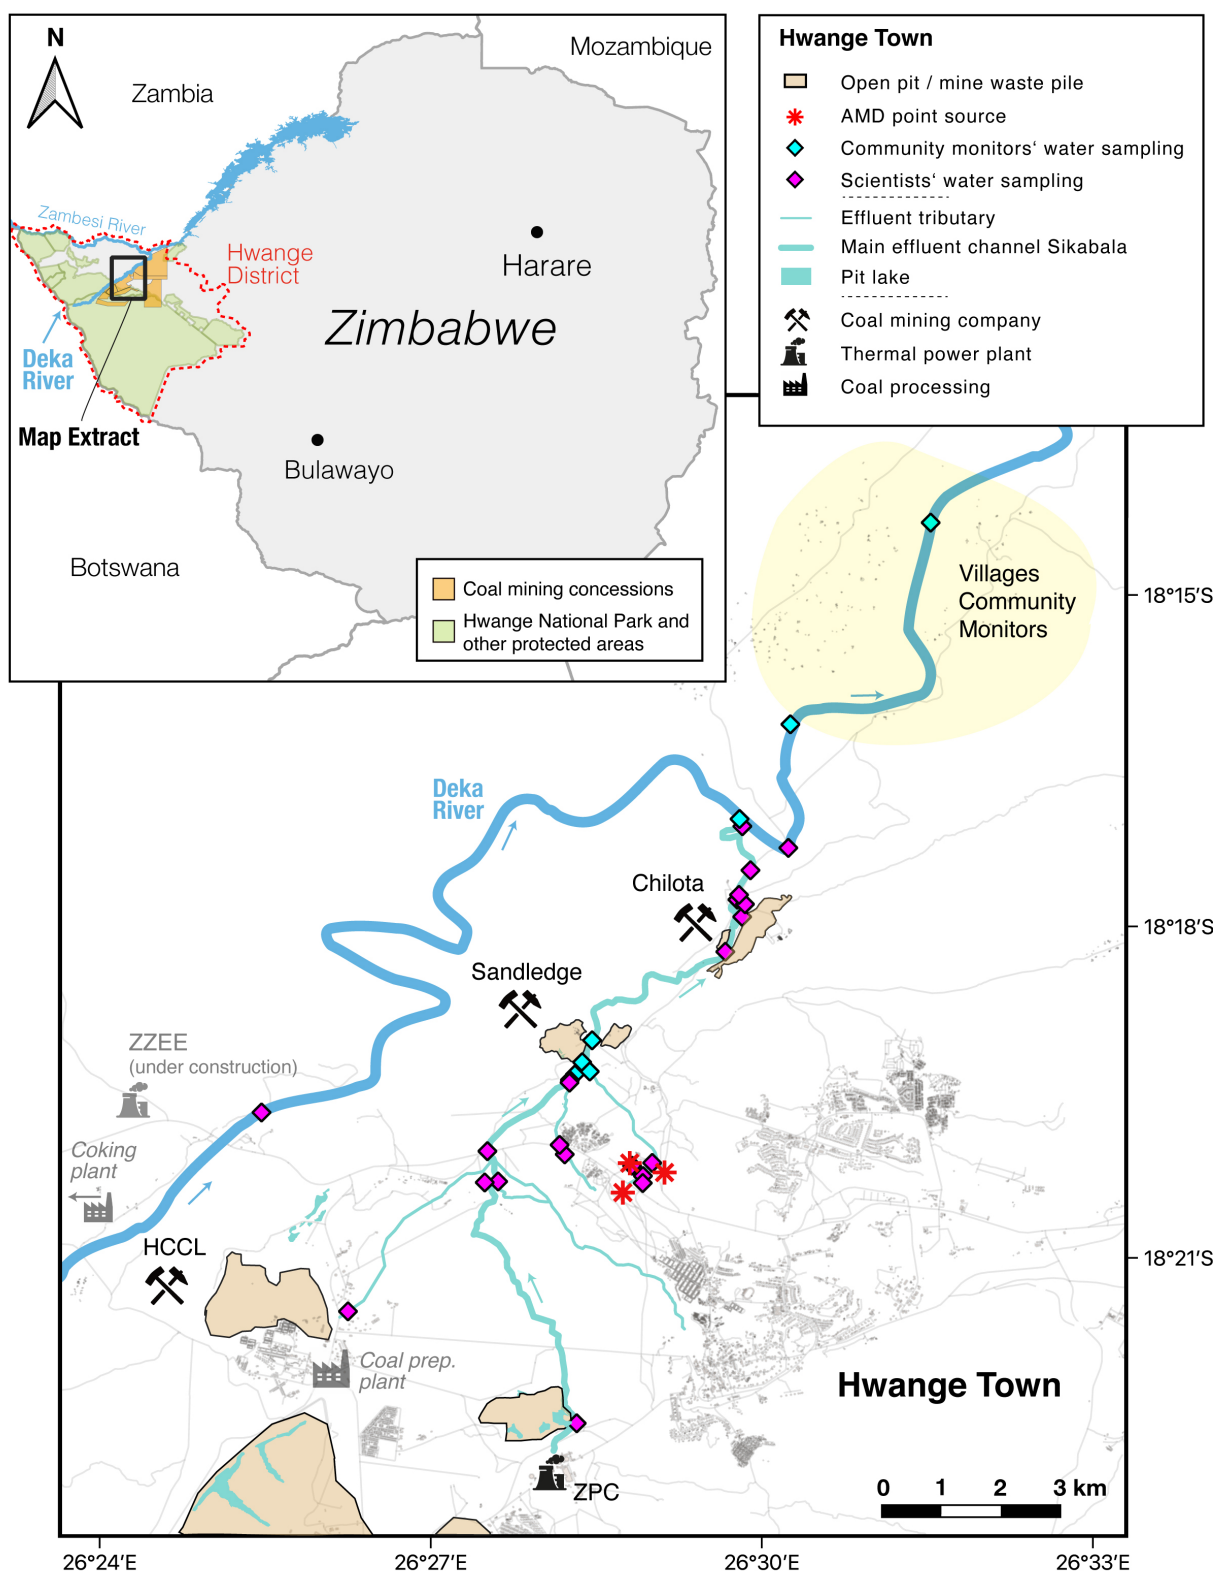 N
Mozambique
Zambia
Zambesi River
Hwange
District
Harare
Zimbabwe
Deka
River
Map Extract
Bulawayo
Botswana
Coal mining concessions
Hwange National Park and
other protected areas
Hwange Town
Open pit / mine waste pile
AMD point source
Community monitors‘ water sampling
Scientists‘ water sampling
Effluent tributary
Main effluent channel Sikabala
Pit lake
Coal mining company
Thermal power plant
Coal processing
Villages
Community
Monitors
18°15'S
Deka
River
Chilota
18°18'S
Sandledge
ZZEE
(under construction)
Coking
plant
HCCL
18°21'S
Coal prep.
plant
Hwange Town
ZPC
0 1 2 3 km
26°24'E
26°27'E
26°30'E
26°33'E